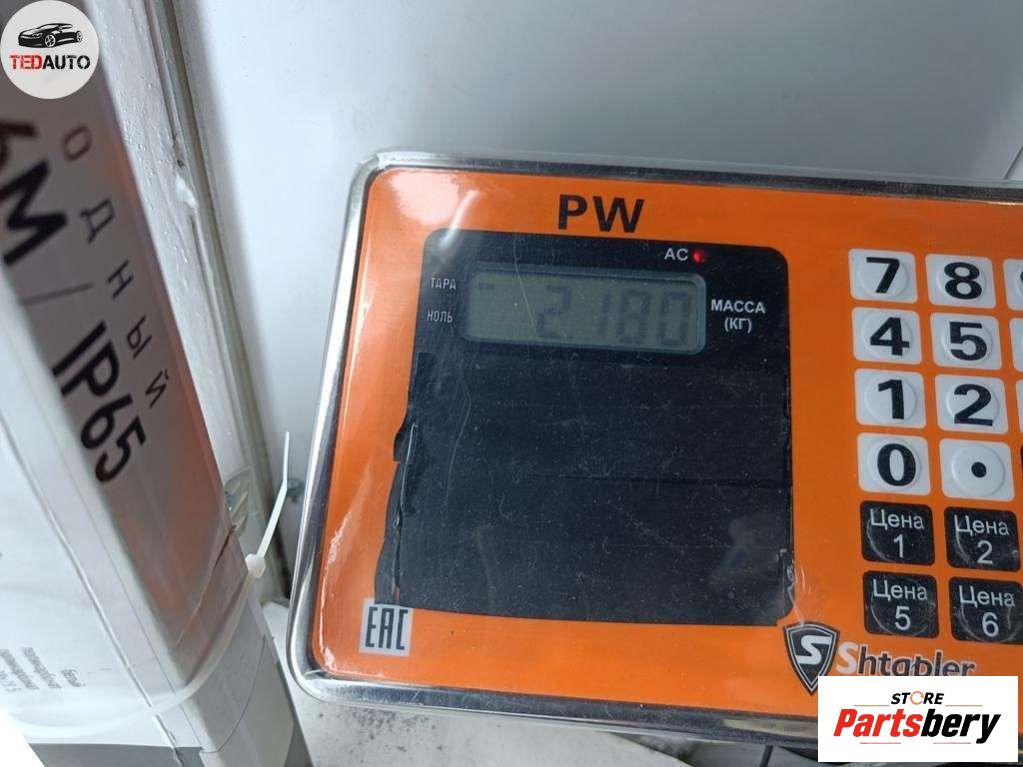 TEDAUTO
ОДНЫЙ
6М / IP65
PW
AC
ТАРА
НОЛЬ
- 2.180
МАССА
(КГ)
7 8
4 5
1 2
0 •
Цена
1
Цена
2
Цена
5
Цена
6
EAC
S Shtabler
STORE
Partsbery